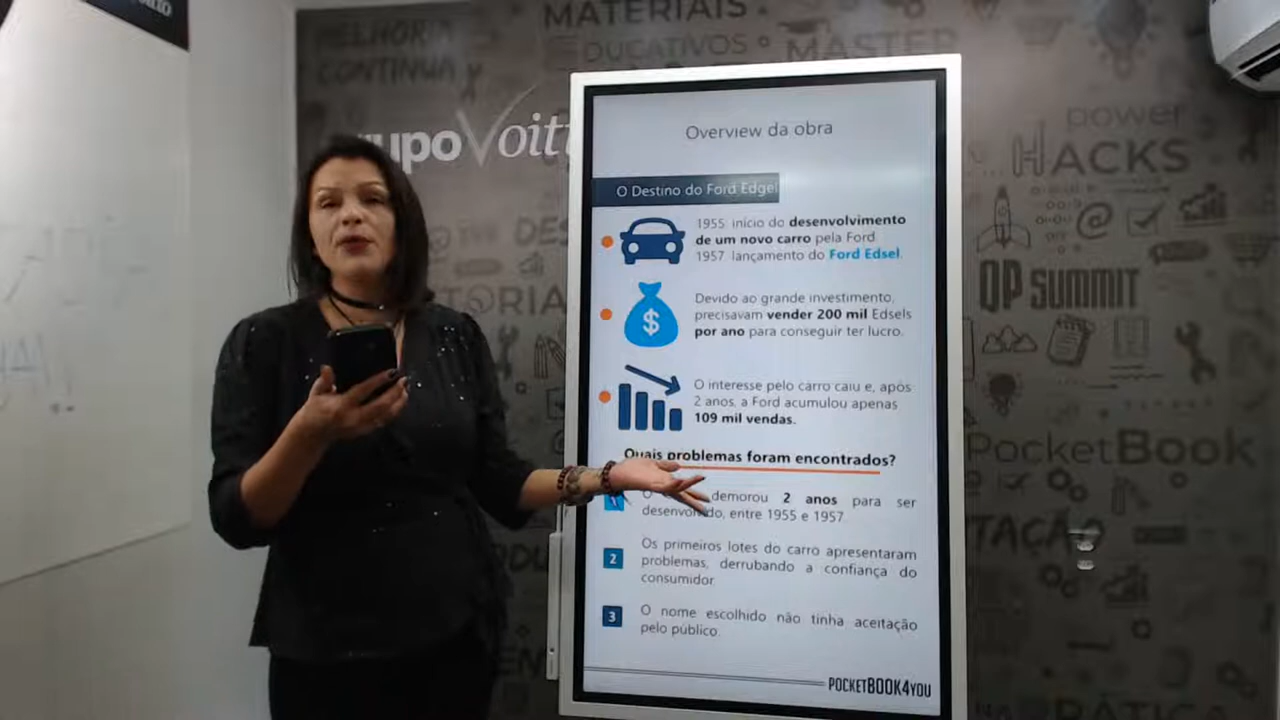 MELHORIA
CONTINUA
MATERIAIS
EDUCATIVOS
MASTER
power
HACKS
QP SUMMIT
PocketBook
PRÁTICA
Overview da obra
O Destino do Ford Edgel
1955: início do desenvolvimento
de um novo carro pela Ford
1957: lançamento do Ford Edsel.
Devido ao grande investimento,
precisavam vender 200 mil Edsels
por ano para conseguir ter lucro.
O interesse pelo carro caiu e, após
2 anos, a Ford acumulou apenas
109 mil vendas.
Quais problemas foram encontrados?
demorou 2 anos para ser
desenvolvido, entre 1955 e 1957.
2 Os primeiros lotes do carro apresentaram
problemas, derrubando a confiança do
consumidor.
3 O nome escolhido não tinha aceitação
pelo público.
POCKETBOOK4YOU